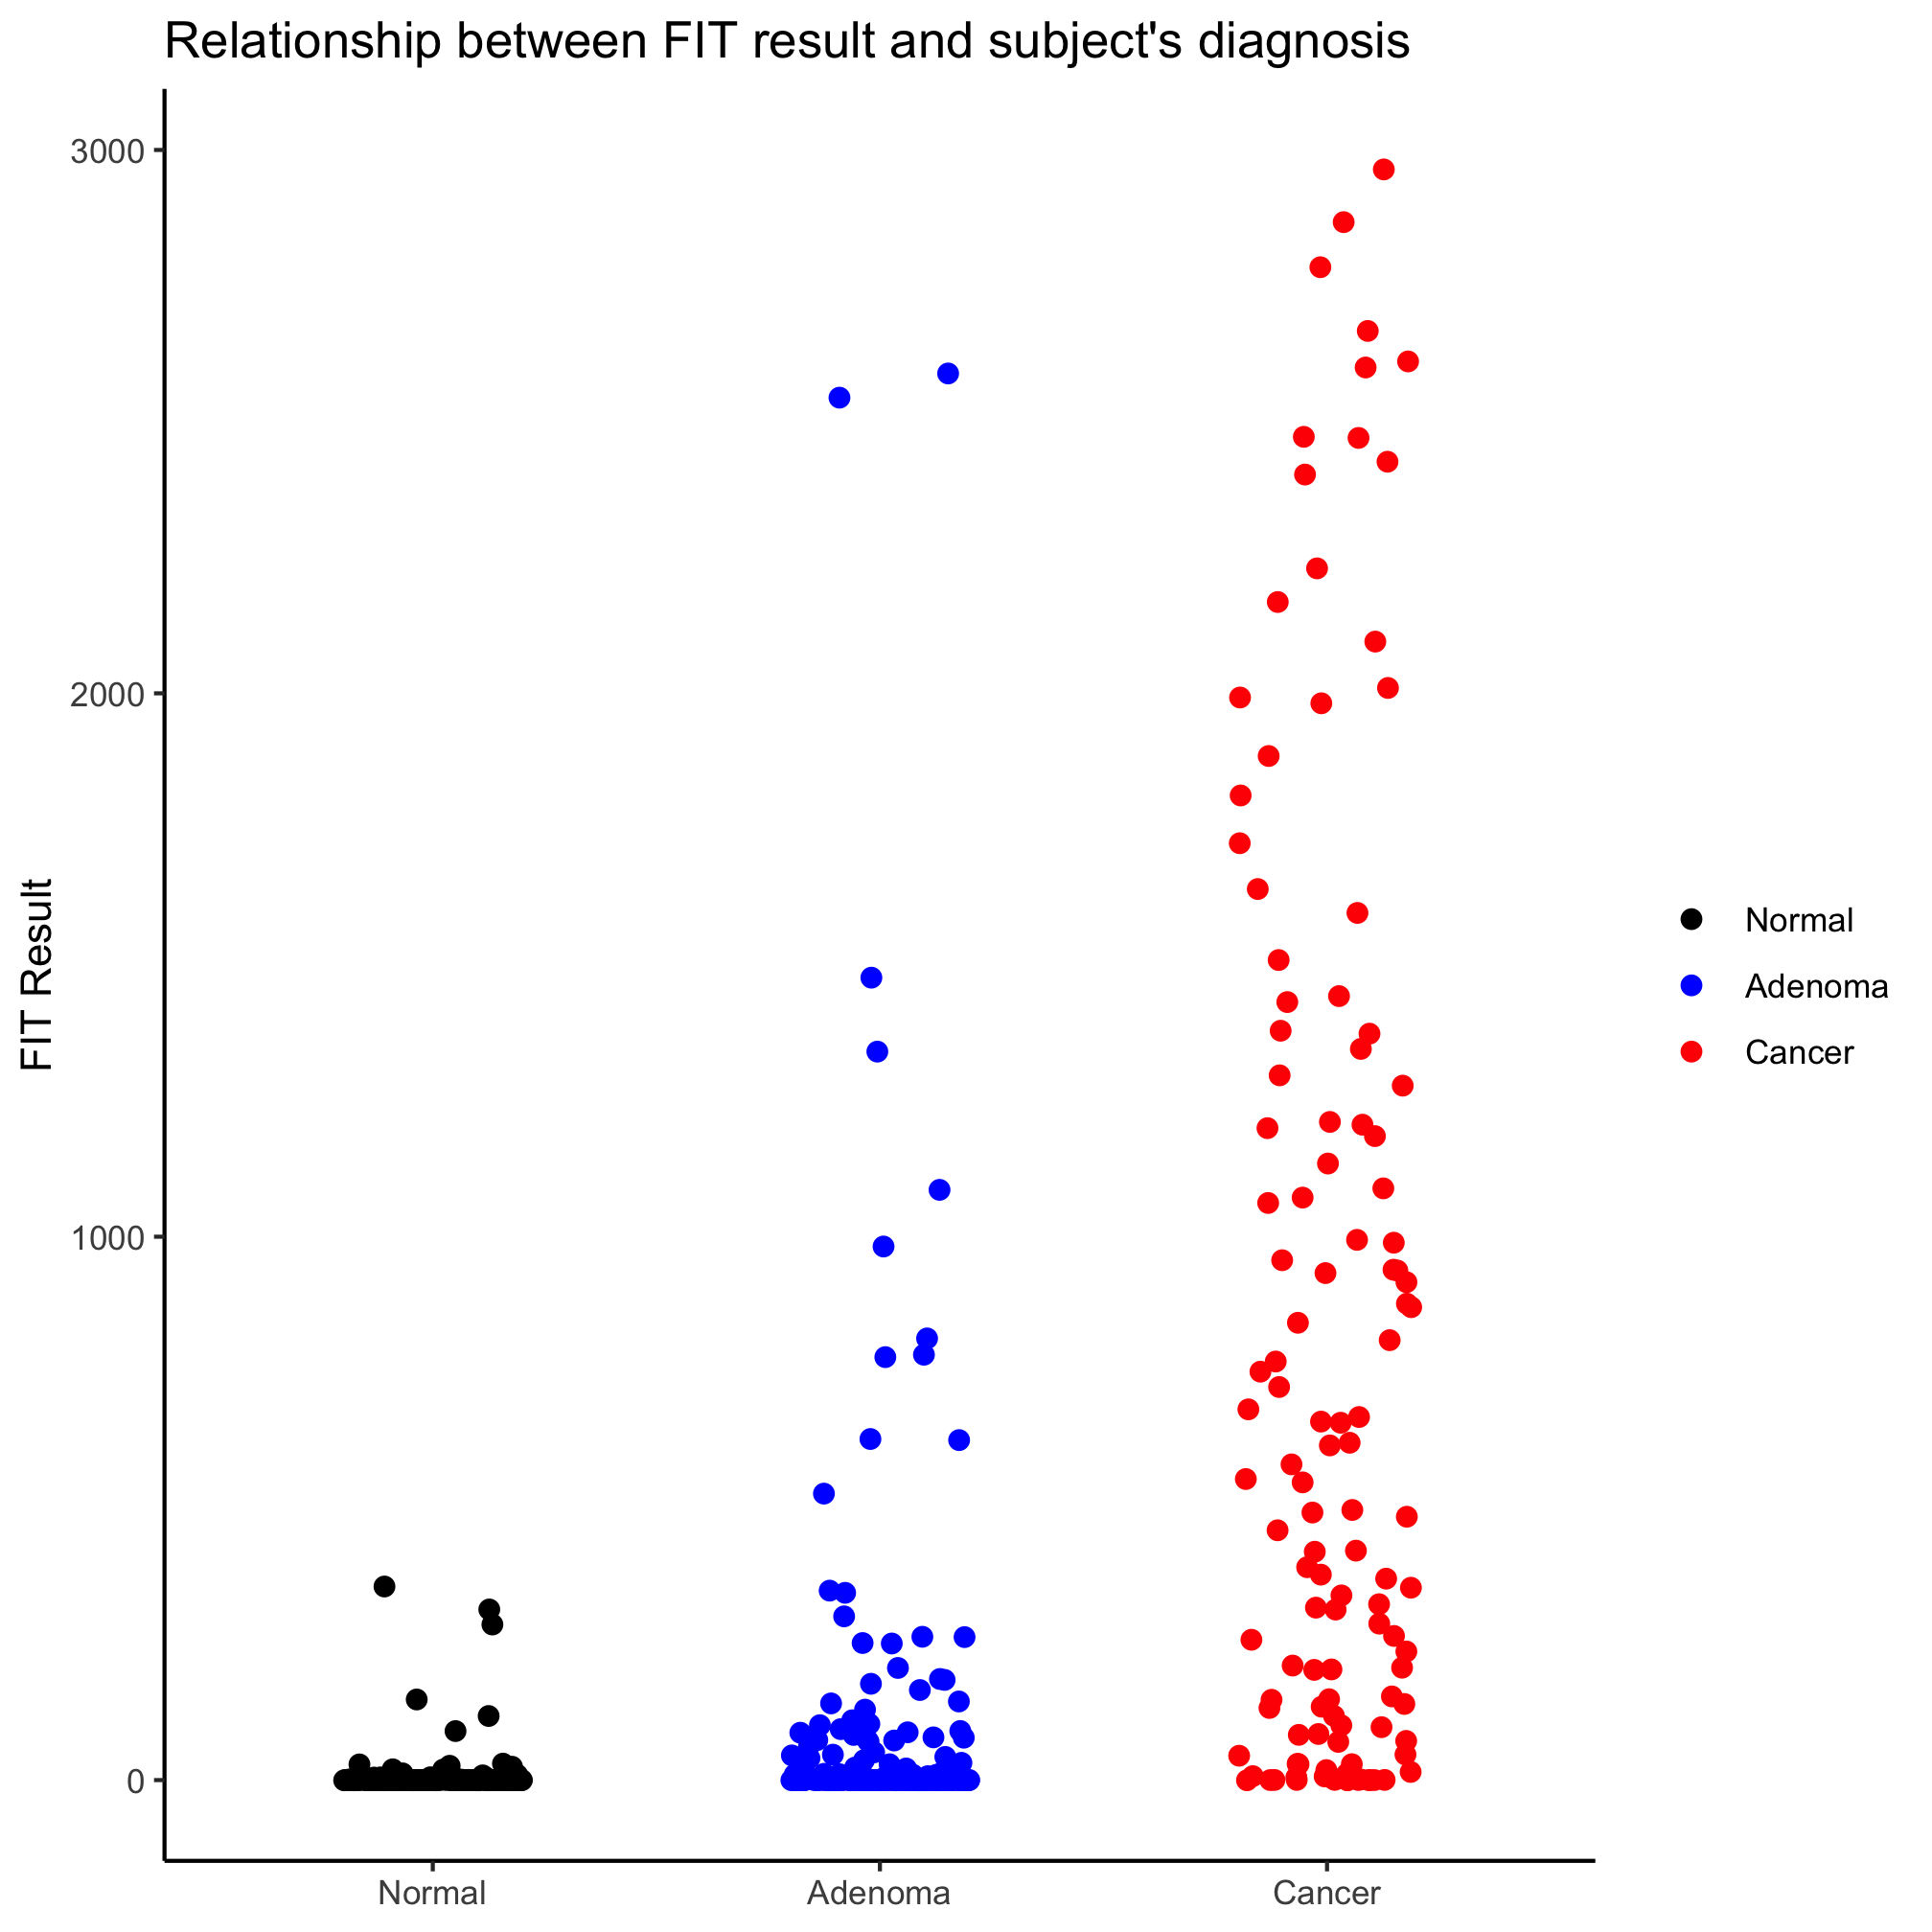 Relationship between FIT result and subject's diagnosis
3000
2000
1000
0
FIT Result
Normal
Adenoma
Cancer
Normal
Adenoma
Cancer